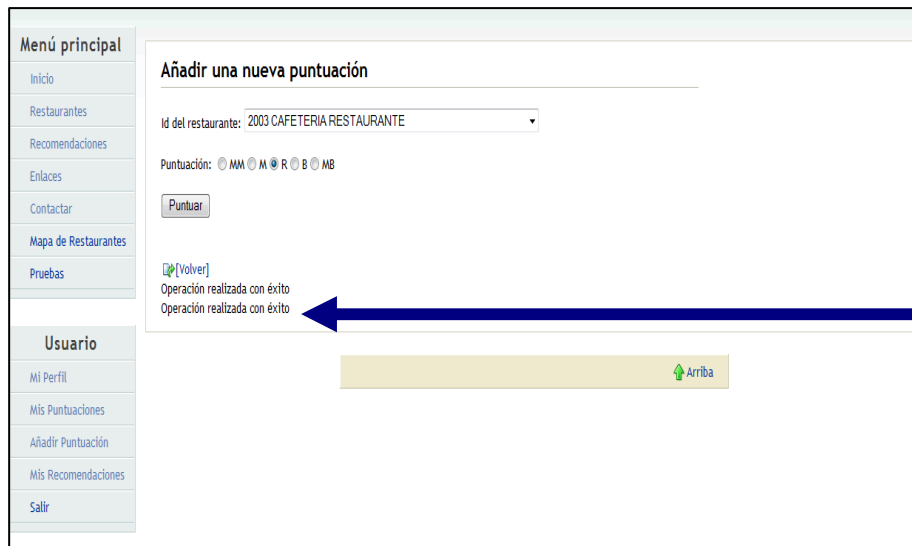 Menú principal
Inicio
Restaurantes
Recomendaciones
Enlaces
Contactar
Mapa de Restaurantes
Pruebas
Usuario
Mi Perfil
Mis Puntuaciones
Añadir Puntuación
Mis Recomendaciones
Salir
Añadir una nueva puntuación
Id del restaurante: 2003 CAFETERIA RESTAURANTE
Puntuación: MM M R B MB
Puntuar
[Volver]
Operación realizada con éxito
Operación realizada con éxito
Arriba